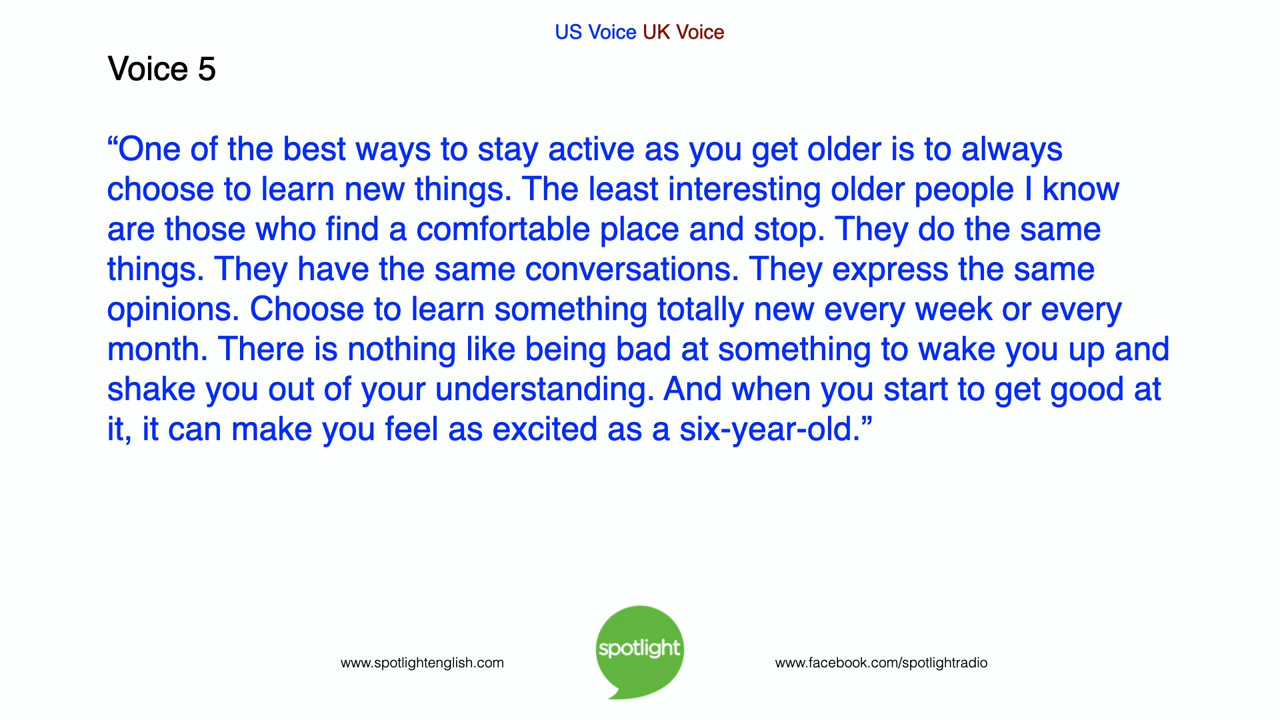 US Voice UK Voice
Voice 5
“One of the best ways to stay active as you get older is to always
choose to learn new things. The least interesting older people I know
are those who find a comfortable place and stop. They do the same
things. They have the same conversations. They express the same
opinions. Choose to learn something totally new every week or every
month. There is nothing like being bad at something to wake you up and
shake you out of your understanding. And when you start to get good at
it, it can make you feel as excited as a six-year-old.”
spotlight
www.spotlightenglish.com
www.facebook.com/spotlightradio